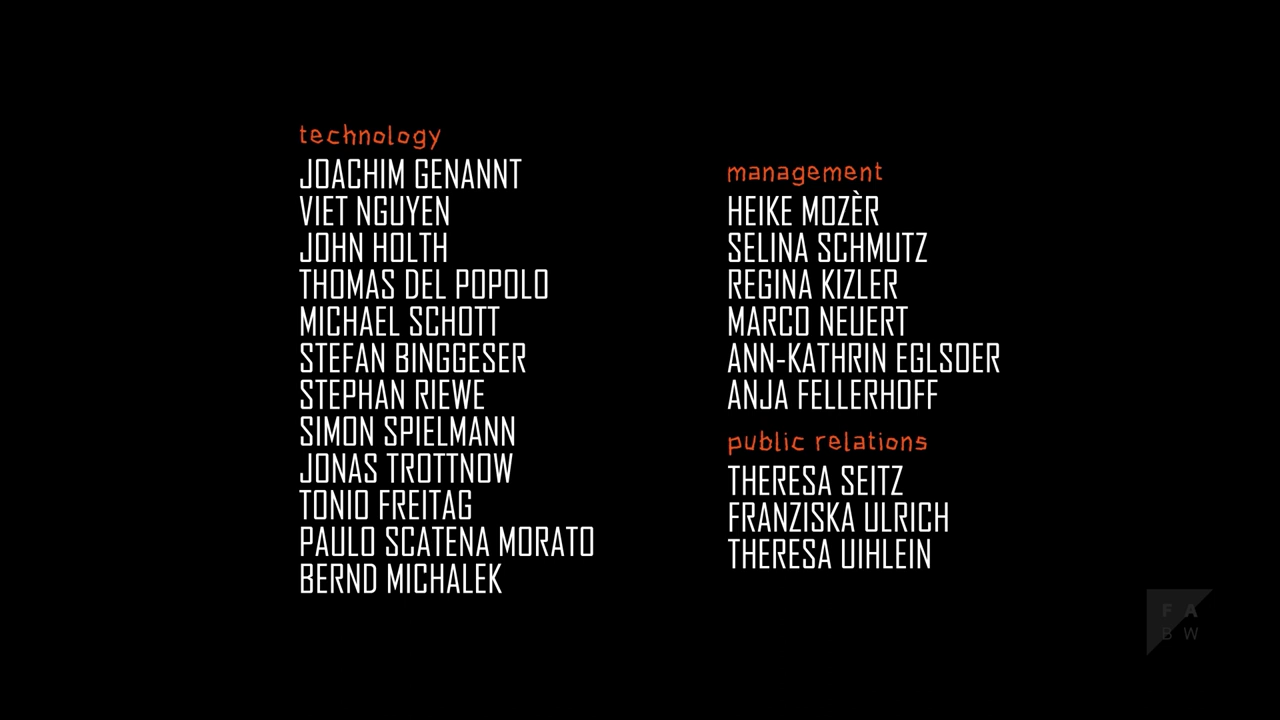 technology
JOACHIM GENANNT
VIET NGUYEN
JOHN HOLTH
THOMAS DEL POPOLO
MICHAEL SCHOTT
STEFAN BINGGESER
STEPHAN RIEWE
SIMON SPIELMANN
JONAS TROTTNOW
TONIO FREITAG
PAULO SCATENA MORATO
BERND MICHALEK
management
HEIKE MOZÈR
SELINA SCHMUTZ
REGINA KIZLER
MARCO NEUERT
ANN-KATHRIN EGLSOER
ANJA FELLERHOFF
public relations
THERESA SEITZ
FRANZISKA ULRICH
THERESA UIHLEIN
F A
B W